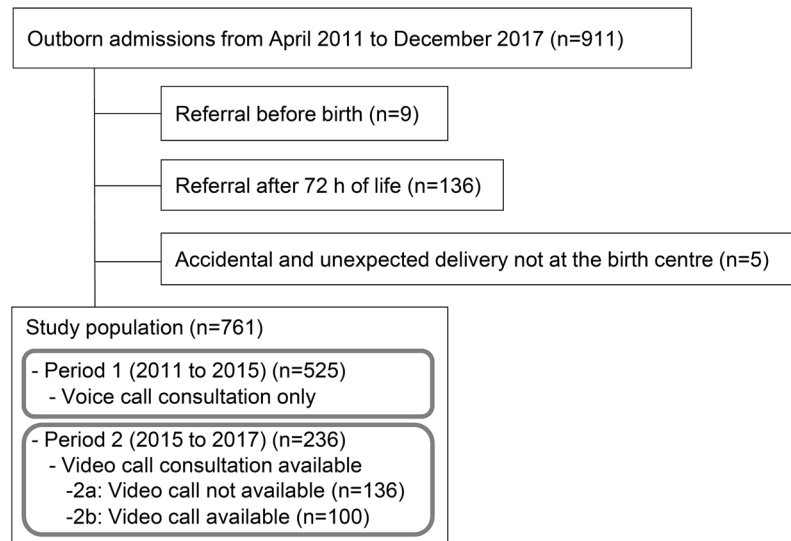 Outborn admissions from April 2011 to December 2017 (n=911)
Referral before birth (n=9)
Referral after 72 h of life (n=136)
Accidental and unexpected delivery not at the birth centre (n=5)
Study population (n=761)
- Period 1 (2011 to 2015) (n=525)
- Voice call consultation only
- Period 2 (2015 to 2017) (n=236)
- Video call consultation available
-2a: Video call not available (n=136)
-2b: Video call available (n=100)